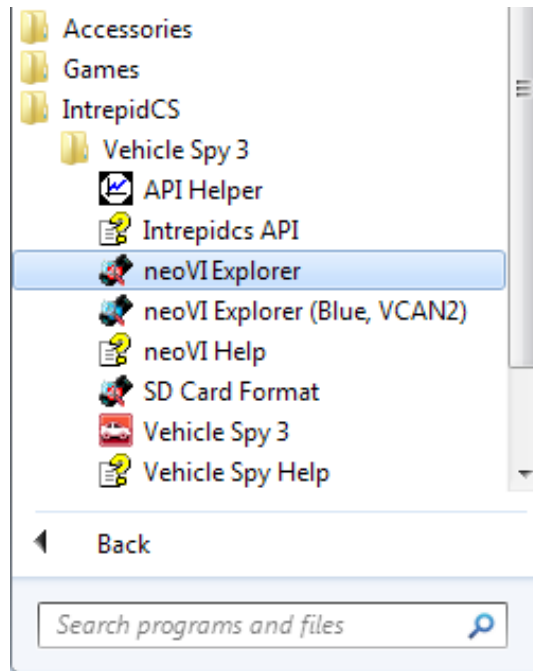 Accessories
Games
IntrepidCS
Vehicle Spy 3
API Helper
Intrepidcs API
neoVI Explorer
neoVI Explorer (Blue, VCAN2)
neoVI Help
SD Card Format
Vehicle Spy 3
Vehicle Spy Help
Back
Search programs and files